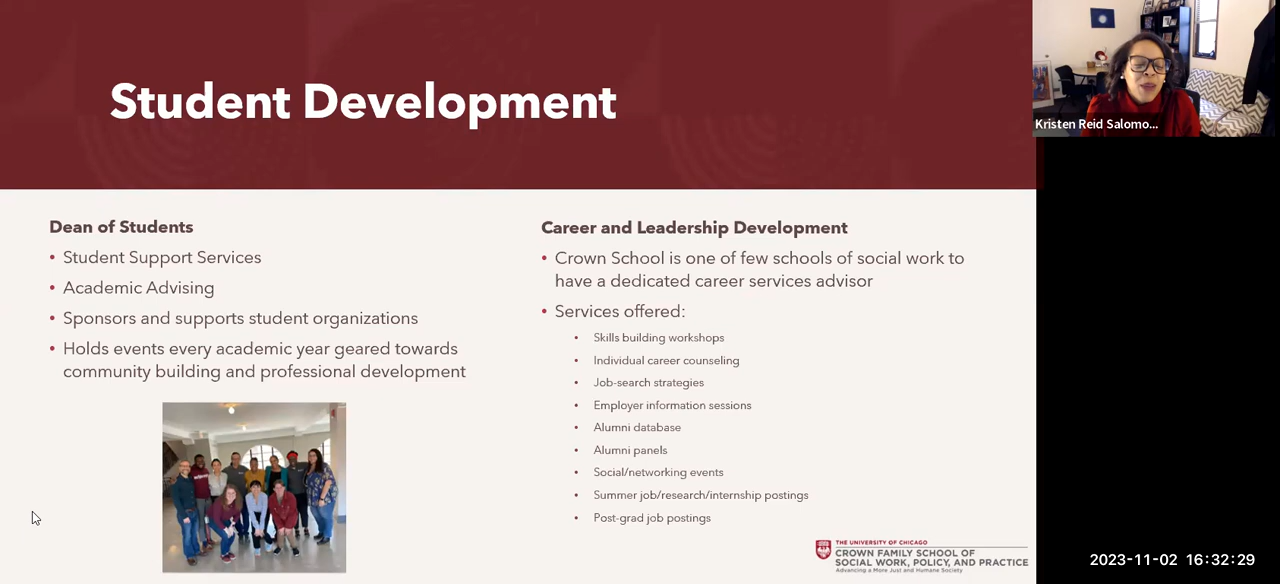 Student Development
Kristen Reid Salomo...
Dean of Students
• Student Support Services
• Academic Advising
• Sponsors and supports student organizations
• Holds events every academic year geared towards
community building and professional development
Career and Leadership Development
• Crown School is one of few schools of social work to
have a dedicated career services advisor
• Services offered:
• Skills building workshops
• Individual career counseling
• Job-search strategies
• Employer information sessions
• Alumni database
• Alumni panels
• Social/networking events
• Summer job/research/internship postings
• Post-grad job postings
THE UNIVERSITY OF CHICAGO
CROWN FAMILY SCHOOL OF
SOCIAL WORK, POLICY, AND PRACTICE
Advancing a More Just and Humane Society
2023-11-02 16:32:29